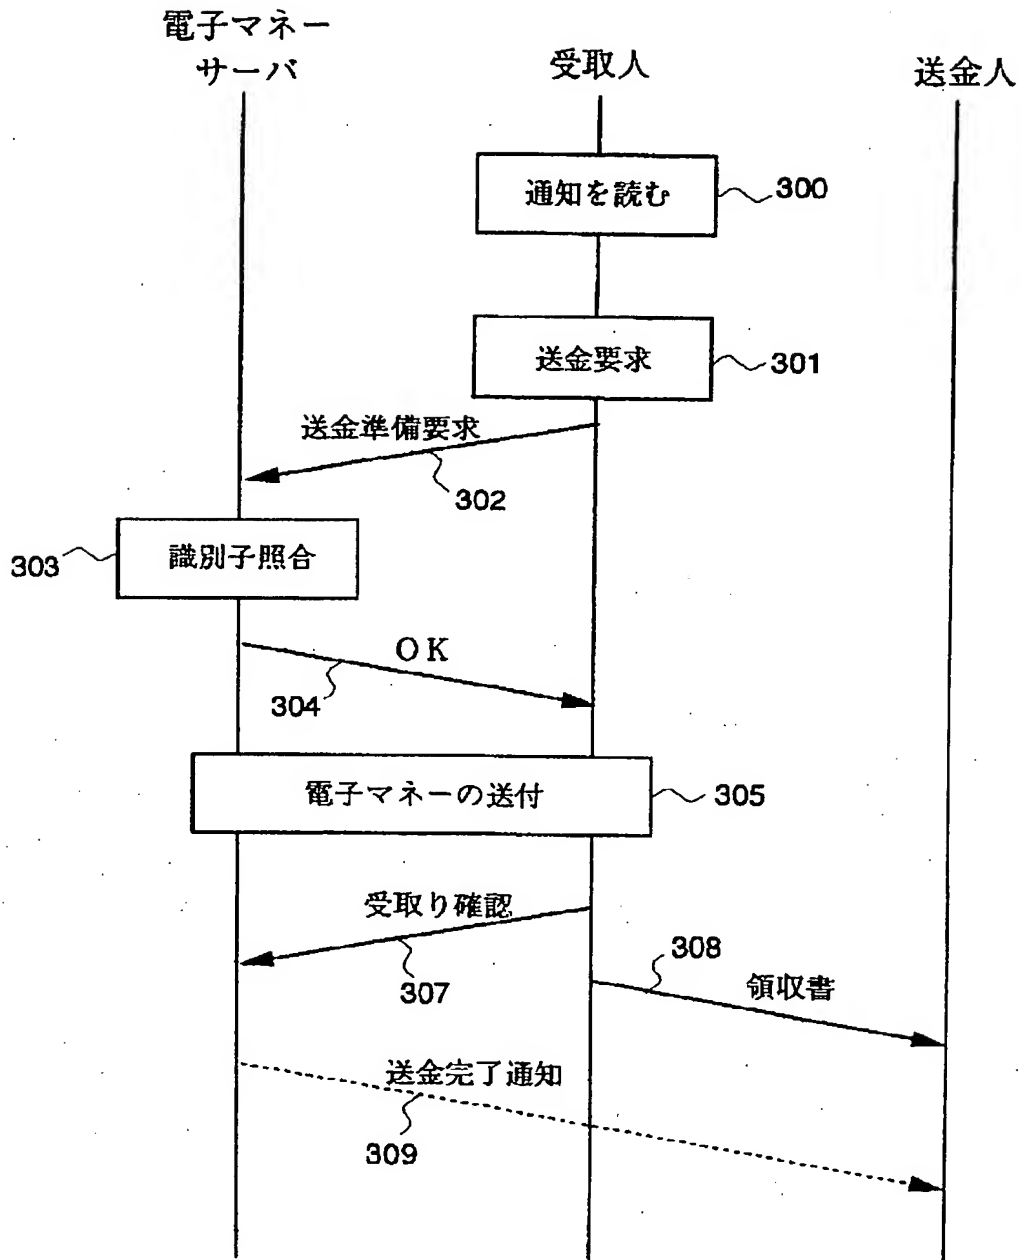 電子マネー
サーバ
受取人
送金人
通知を読む
300
送金要求
301
送金準備要求
302
303
識別子照合
OK
304
電子マネーの送付
305
受取り確認
307
308
領収書
送金完了通知
309